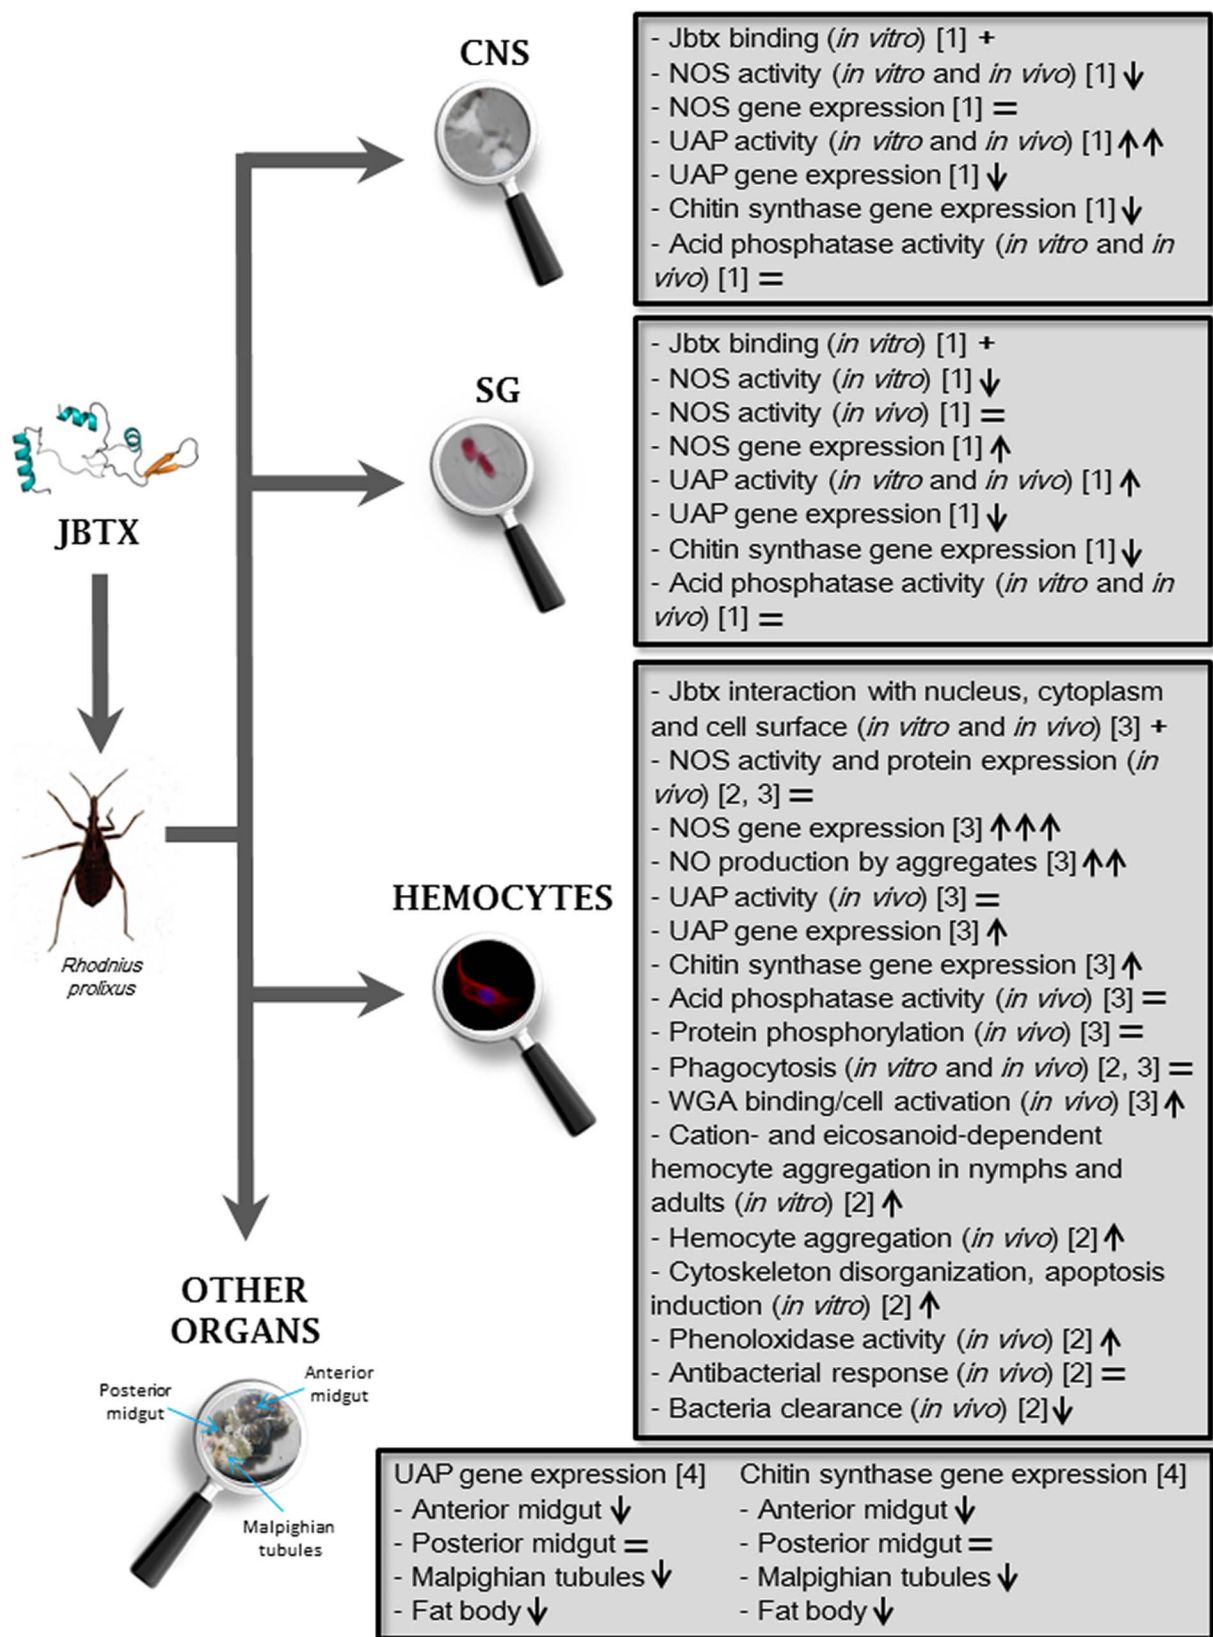 CNS
- Jbtx binding (in vitro) [1] +
- NOS activity (in vitro and in vivo) [1] ↓
- NOS gene expression [1] =
- UAP activity (in vitro and in vivo) [1] ↑↑
- UAP gene expression [1] ↓
- Chitin synthase gene expression [1] ↓
- Acid phosphatase activity (in vitro and in
vivo) [1] =
SG
- Jbtx binding (in vitro) [1] +
- NOS activity (in vitro) [1] ↓
- NOS activity (in vivo) [1] =
- NOS gene expression [1] ↑
- UAP activity (in vitro and in vivo) [1] ↑
- UAP gene expression [1] ↓
- Chitin synthase gene expression [1] ↓
- Acid phosphatase activity (in vitro and in
vivo) [1] =
JBTX
Rhodnius
prolixus
HEMOCYTES
- Jbtx interaction with nucleus, cytoplasm
and cell surface (in vitro and in vivo) [3] +
- NOS activity and protein expression (in
vivo) [2, 3] =
- NOS gene expression [3] ↑↑↑
- NO production by aggregates [3] ↑↑
- UAP activity (in vivo) [3] =
- UAP gene expression [3] ↑
- Chitin synthase gene expression [3] ↑
- Acid phosphatase activity (in vivo) [3] =
- Protein phosphorylation (in vivo) [3] =
- Phagocytosis (in vitro and in vivo) [2, 3] =
- WGA binding/cell activation (in vivo) [3] ↑
- Cation- and eicosanoid-dependent
hemocyte aggregation in nymphs and
adults (in vitro) [2] ↑
- Hemocyte aggregation (in vivo) [2] ↑
- Cytoskeleton disorganization, apoptosis
induction (in vitro) [2] ↑
- Phenoloxidase activity (in vivo) [2] ↑
- Antibacterial response (in vivo) [2] =
- Bacteria clearance (in vivo) [2] ↓
OTHER
ORGANS
Posterior
midgut
Anterior
midgut
Malpighian
tubules
UAP gene expression [4]
- Anterior midgut ↓
- Posterior midgut =
- Malpighian tubules ↓
- Fat body ↓
Chitin synthase gene expression [4]
- Anterior midgut ↓
- Posterior midgut =
- Malpighian tubules ↓
- Fat body ↓